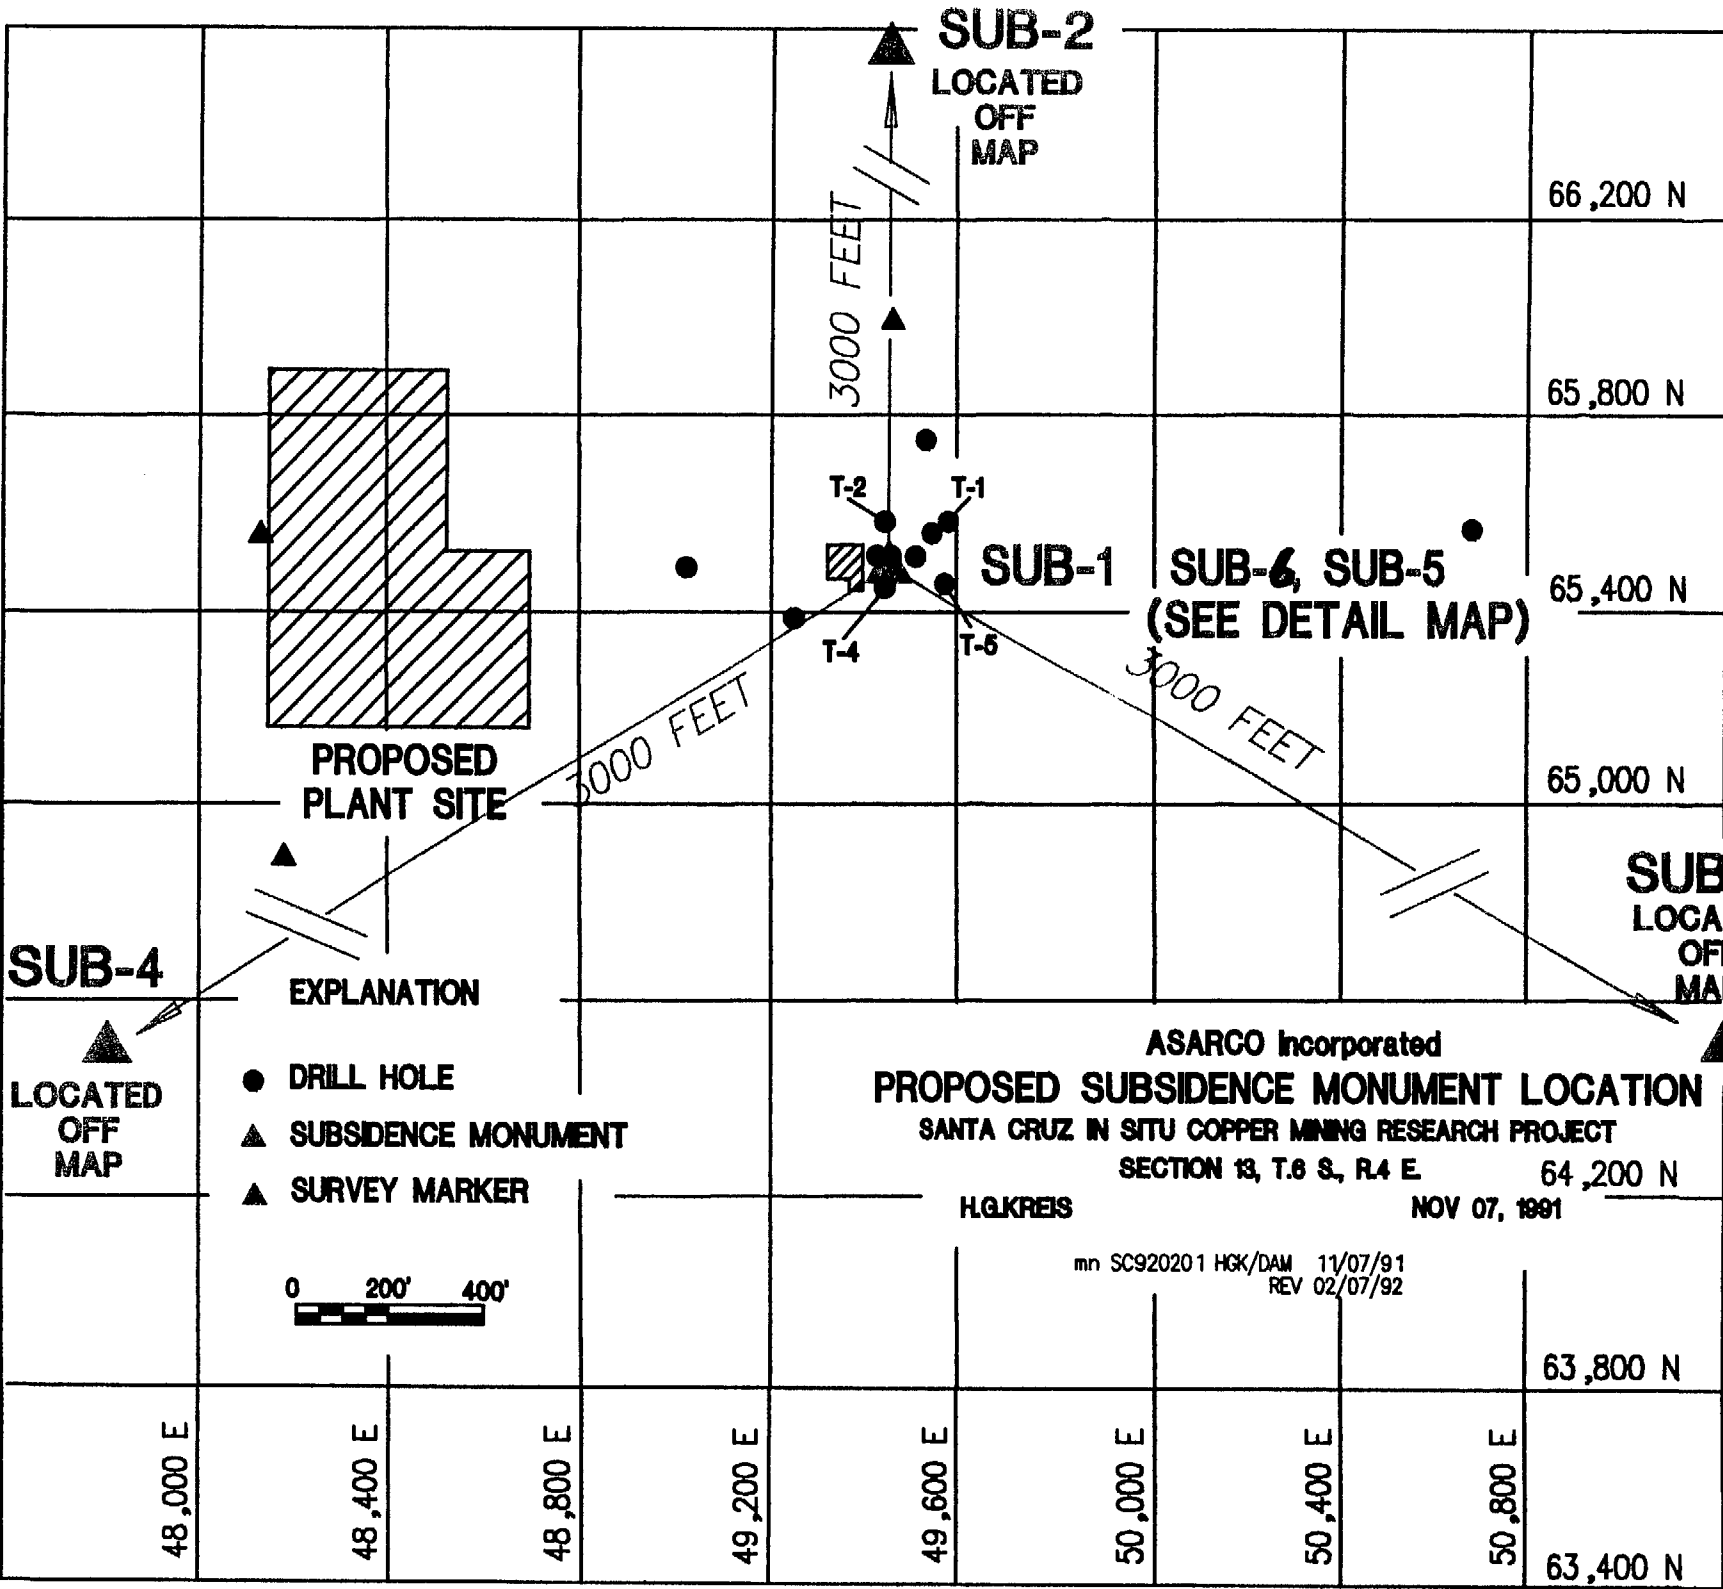 SUB-2
LOCATED
OFF
MAP
66,200 N
3000 FEET
65,800 N
T-2
T-1
SUB-1
SUB-6, SUB-5
(SEE DETAIL MAP)
65,400 N
T-4
T-5
3000 FEET
3000 FEET
PROPOSED
PLANT SITE
65,000 N
SUB
LOCA
OF
MA
SUB-4
LOCATED
OFF
MAP
EXPLANATION
DRILL HOLE
SUBSIDENCE MONUMENT
SURVEY MARKER
0 200' 400'
ASARCO Incorporated
PROPOSED SUBSIDENCE MONUMENT LOCATION
SANTA CRUZ IN SITU COPPER MINING RESEARCH PROJECT
SECTION 13, T.6 S., R.4 E.
64,200 N
H.G.KREIS NOV 07, 1991
mn SC920201 HGK/DAM 11/07/91
REV 02/07/92
63,800 N
48,000 E
48,400 E
48,800 E
49,200 E
49,600 E
50,000 E
50,400 E
50,800 E
63,400 N